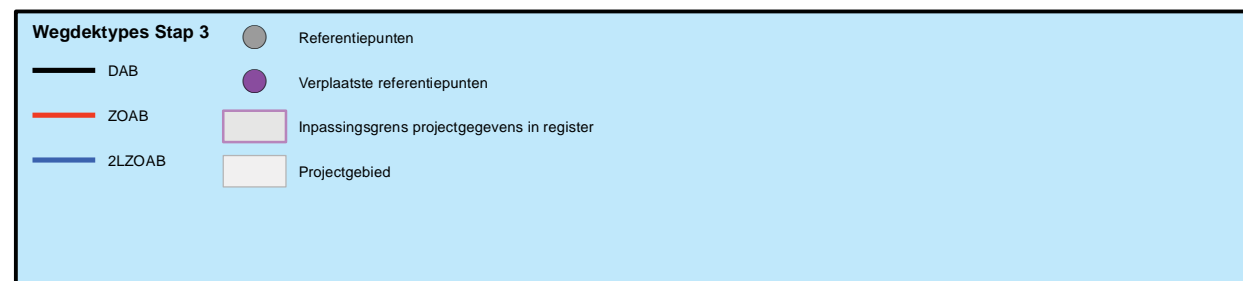 Wegdektypes Stap 3
DAB
ZOAB
2LZOAB
Referentiepunten
Verplaatste referentiepunten
Inpassingsgrens projectgegevens in register
Projectgebied